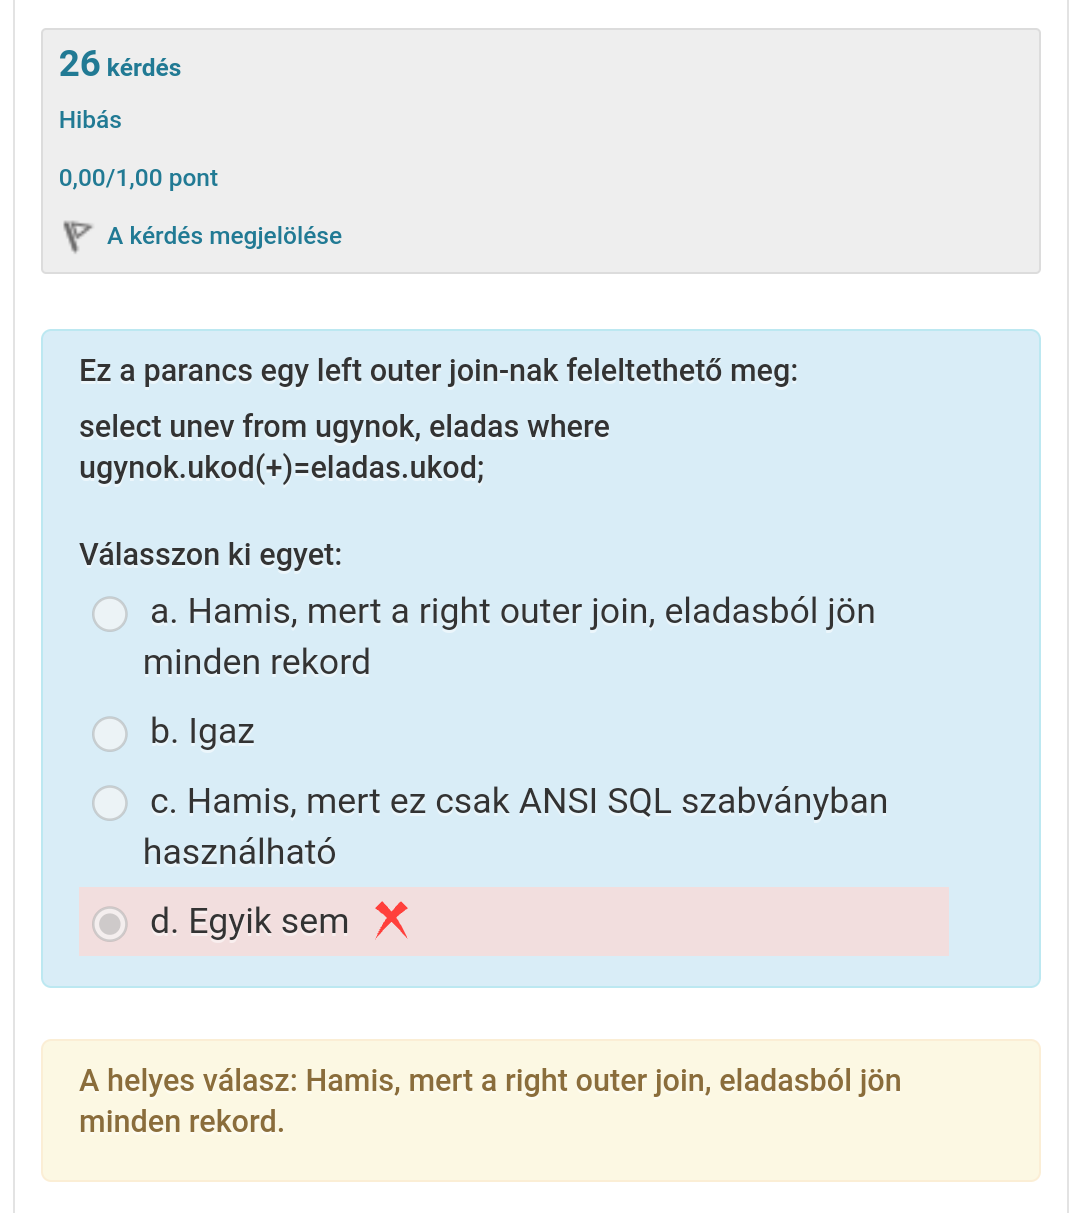 26 kérdés
Hibás
0,00/1,00 pont
A kérdés megjelölése
Ez a parancs egy left outer join-nak feleltethető meg:
select unev from ugynok, eladas where
ugynok.ukod(+)=eladas.ukod;
Válasszon ki egyet:
a. Hamis, mert a right outer join, eladasból jön
minden rekord
b. Igaz
c. Hamis, mert ez csak ANSI SQL szabványban
használható
d. Egyik sem
A helyes válasz: Hamis, mert a right outer join, eladasból jön
minden rekord.